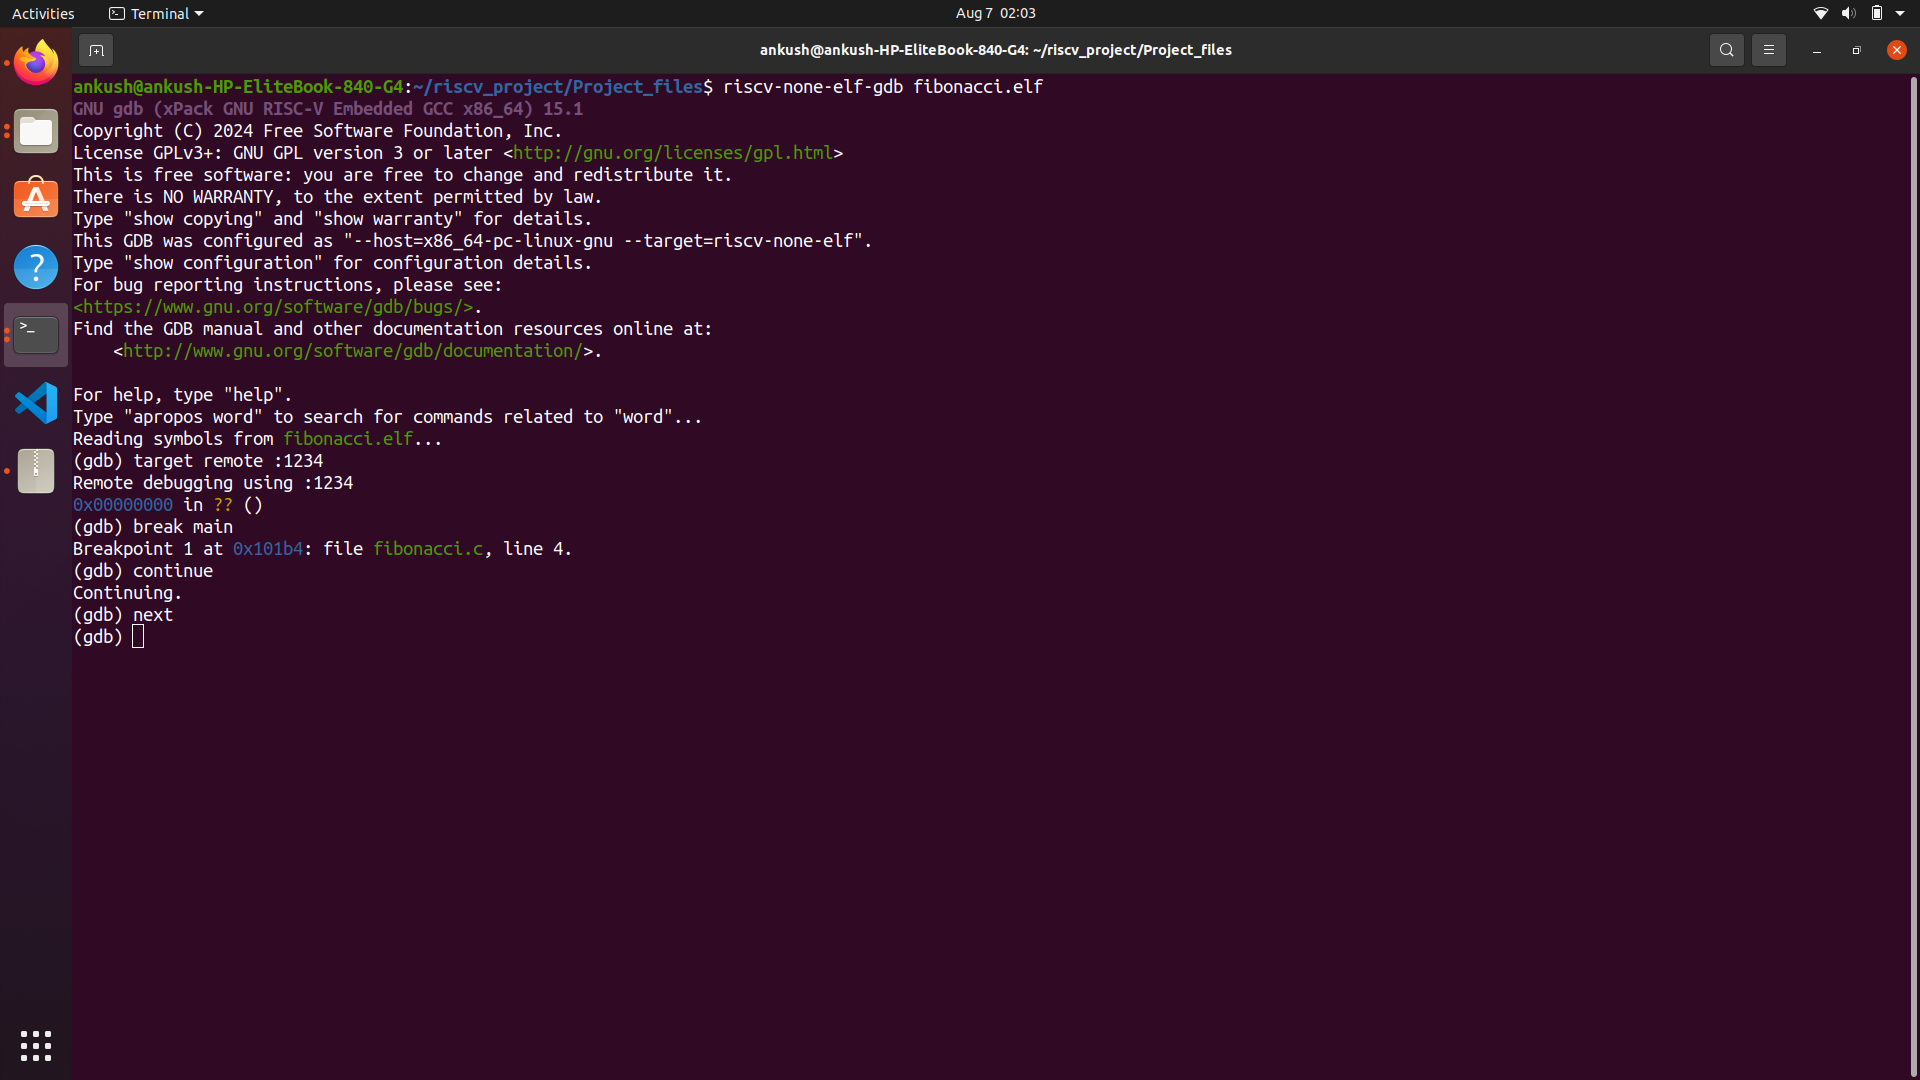 Activities
Terminal
Aug 7 02:03
ankush@ankush-HP-EliteBook-840-G4: ~/riscv_project/Project_files
ankush@ankush-HP-EliteBook-840-G4:~/riscv_project/Project_files$ riscv-none-elf-gdb fibonacci.elf
GNU gdb (xPack GNU RISC-V Embedded GCC x86_64) 15.1
Copyright (C) 2024 Free Software Foundation, Inc.
License GPLv3+: GNU GPL version 3 or later <http://gnu.org/licenses/gpl.html>
This is free software: you are free to change and redistribute it.
There is NO WARRANTY, to the extent permitted by law.
Type "show copying" and "show warranty" for details.
This GDB was configured as "--host=x86_64-pc-linux-gnu --target=riscv-none-elf".
Type "show configuration" for configuration details.
For bug reporting instructions, please see:
<https://www.gnu.org/software/gdb/bugs/>.
Find the GDB manual and other documentation resources online at:
    <http://www.gnu.org/software/gdb/documentation/>.
For help, type "help".
Type "apropos word" to search for commands related to "word"...
Reading symbols from fibonacci.elf...
(gdb) target remote :1234
Remote debugging using :1234
0x00000000 in ?? ()
(gdb) break main
Breakpoint 1 at 0x101b4: file fibonacci.c, line 4.
(gdb) continue
Continuing.
(gdb) next
(gdb)